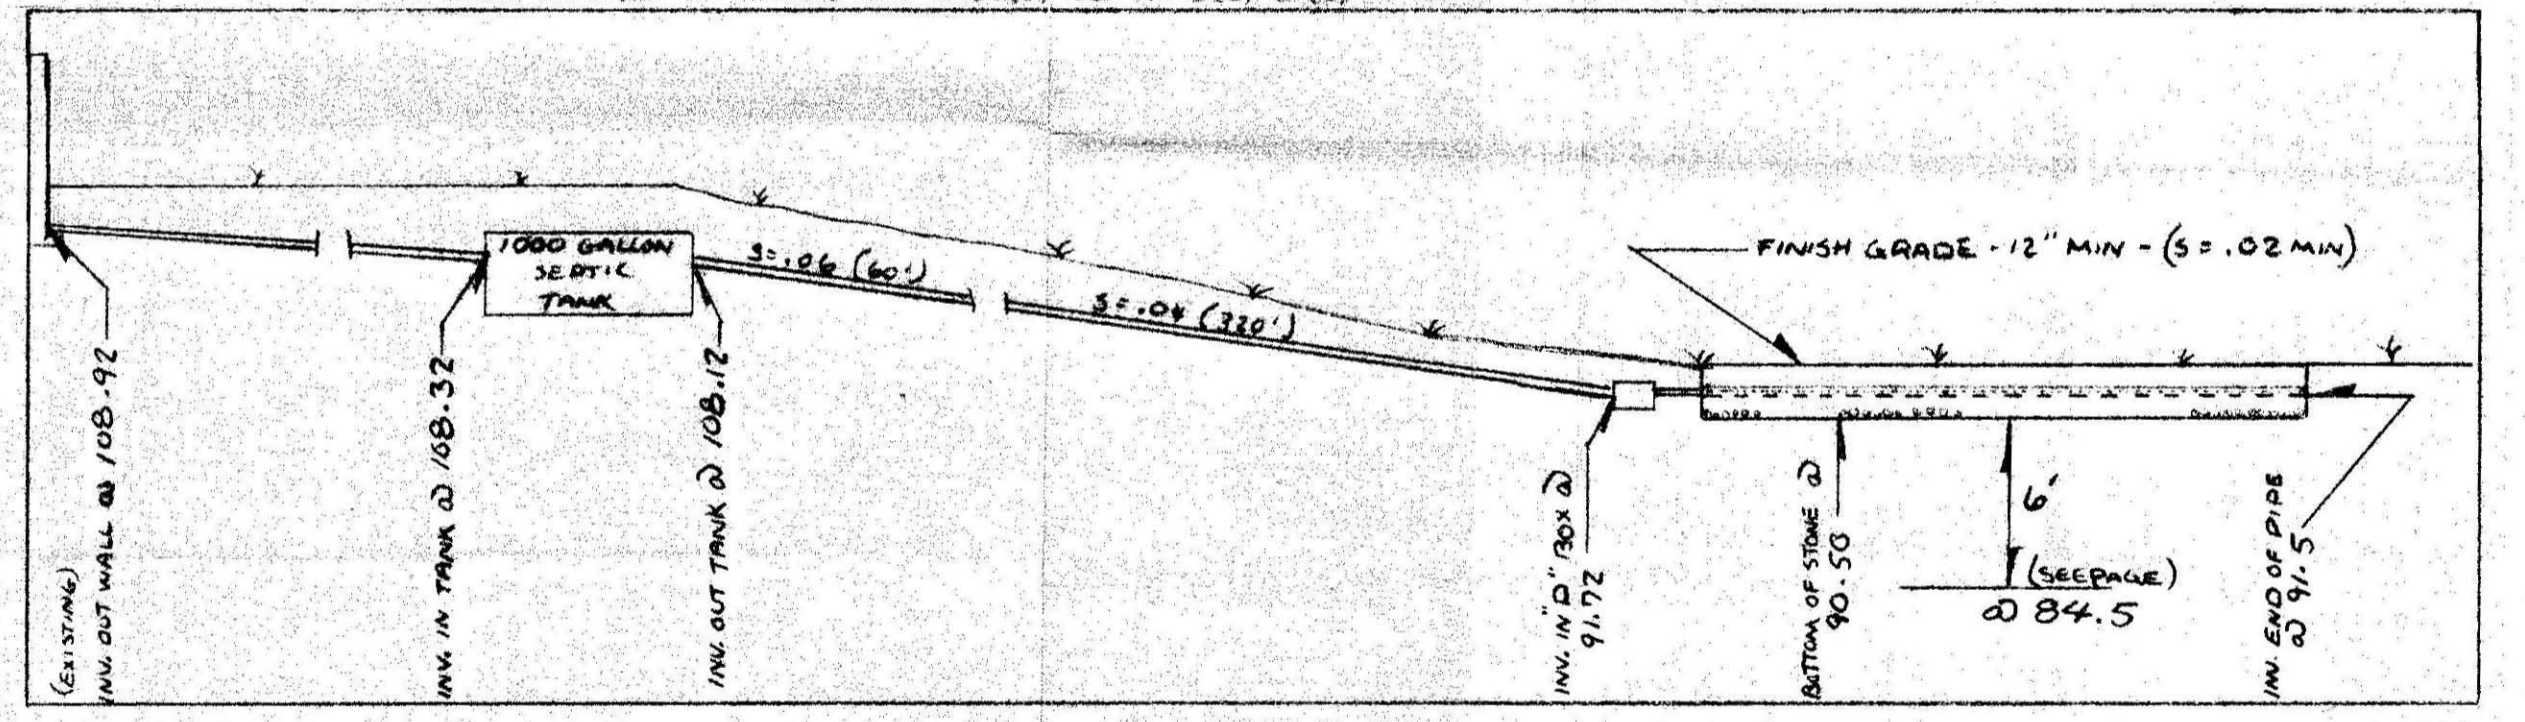 1000 GALLON
SEPTIC
TANK
S=.06 (60')
S=.04 (320')
FINISH GRADE - 12" MIN - (S = .02 MIN)
(EXISTING)
INV. OUT WALL @ 108.92
INV. IN TANK @ 108.32
INV. OUT TANK @ 108.12
INV. IN "D" BOX @
91.72
BOTTOM OF STONE @
90.50
6'
(SEEPAGE)
@ 84.5
INV. END OF PIPE
@ 91.5